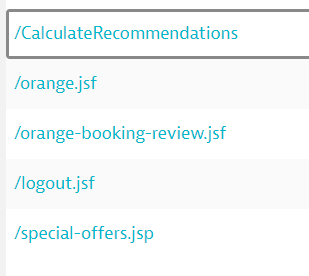 /CalculateRecommendations
/orange.jsf
/orange-booking-review.jsf
/logout.jsf
/special-offers.jsp